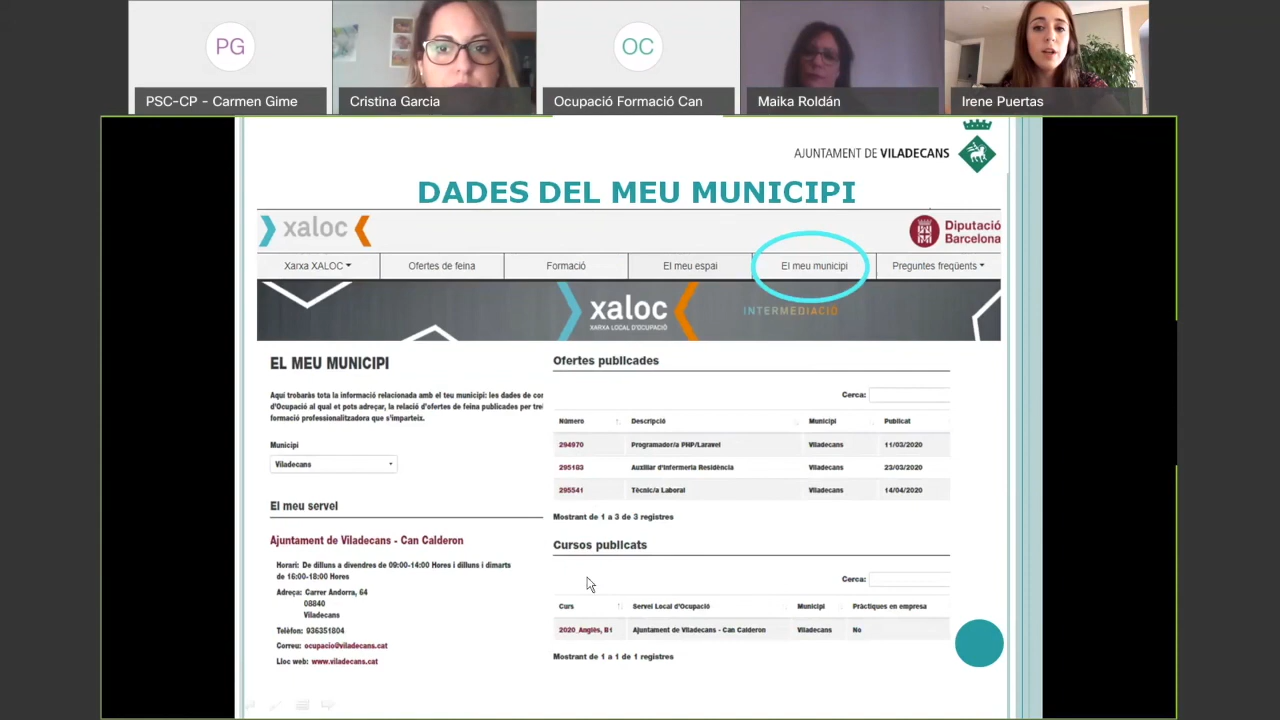 PG
OC
PSC-CP - Carmen Gime
Cristina Garcia
Ocupació Formació Can
Maika Roldán
Irene Puertas
AJUNTAMENT DE VILADECANS
DADES DEL MEU MUNICIPI
xaloc
Diputació
Barcelona
Xarxa XALOC
Ofertes de feina
Formació
El meu espai
El meu municipi
Preguntes freqüents
xaloc
XARXA LOCAL D'OCUPACIÓ
INTERMEDIACIÓ
EL MEU MUNICIPI
Aquí trobaràs tota la informació relacionada amb el teu municipi: les dades de con
d'Ocupació al qual et pots adreçar, la relació d'ofertes de feina publicades per tre
formació professionalitzadora que s'imparteix.
Municipi
Viladecans
El meu servei
Ajuntament de Viladecans - Can Calderon
Horari: De dilluns a divendres de 09:00-14:00 Hores i dilluns i dimarts
de 16:00-18:00 Hores
Adreça: Carrer Andorra, 64
08840
Viladecans
Telèfon: 936351804
Correu: ocupacio@viladecans.cat
Lloc web: www.viladecans.cat
Ofertes publicades
Cerca:
Número Descripció Municipi Publicat
294970 Programador/a PHP/Laravel Viladecans 11/03/2020
295183 Auxiliar d'Infermeria Residència Viladecans 23/03/2020
295541 Tècnic/a Laboral Viladecans 14/04/2020
Mostrant de 1 a 3 de 3 registres
Cursos publicats
Cerca:
Curs Servei Local d'Ocupació Municipi Pràctiques en empresa
2020_Anglès, B1 Ajuntament de Viladecans - Can Calderon Viladecans No
Mostrant de 1 a 1 de 1 registres